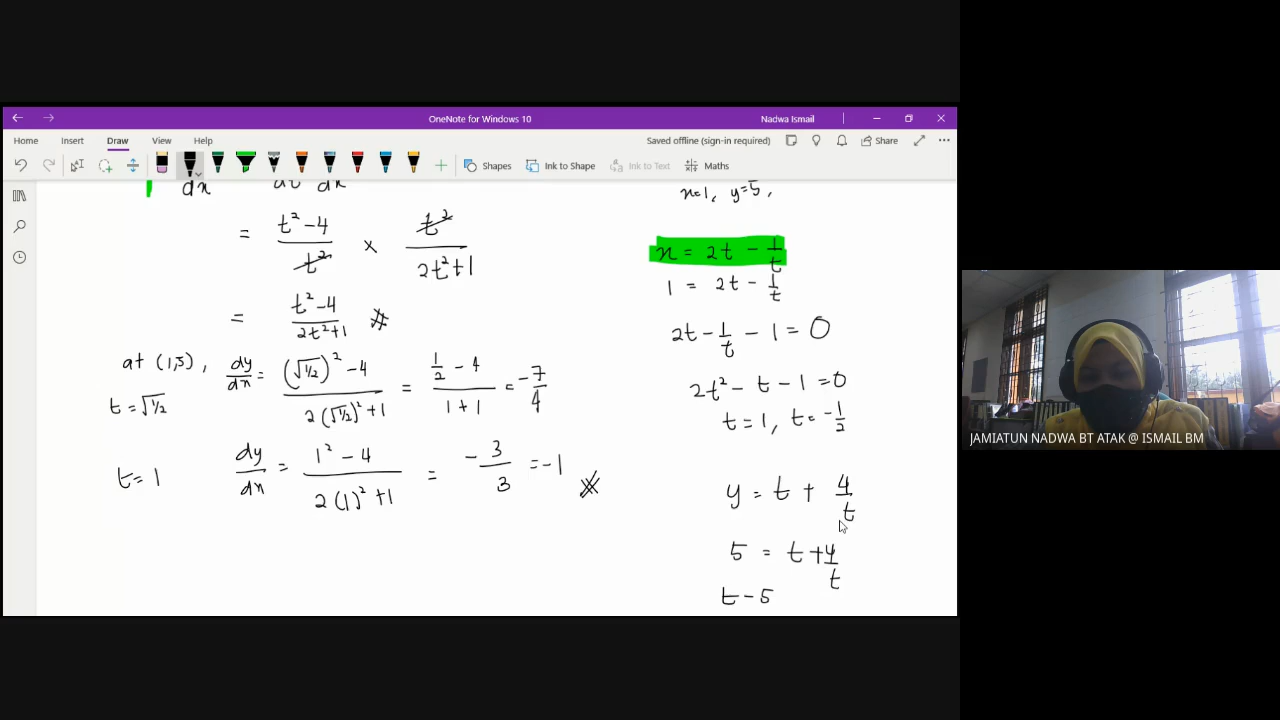 OneNote for Windows 10
Nadwa Ismail
Home Insert Draw View Help
Saved offline (sign-in required)
Share
Shapes
Ink to Shape
Ink to Text
Maths
dx dx
= t² - 4 / t² × t² / 2t² + 1
= t² - 4 / 2t² + 1
at (1,5), dy/dx = (√1/2)² - 4 / 2(√1/2)² + 1 = 1/2 - 4 / 1 + 1 = -7/4
t = √1/2
t = 1 dy/dx = 1² - 4 / 2(1)² + 1 = -3/3 = -1
x=1, y=5,
x = 2t - 1/t
1 = 2t - 1/t
2t - 1/t - 1 = 0
2t² - t - 1 = 0
t = 1, t = -1/2
y = t + 4/t
5 = t + 4/t
t - 5
JAMIATUN NADWA BT ATAK @ ISMAIL BM